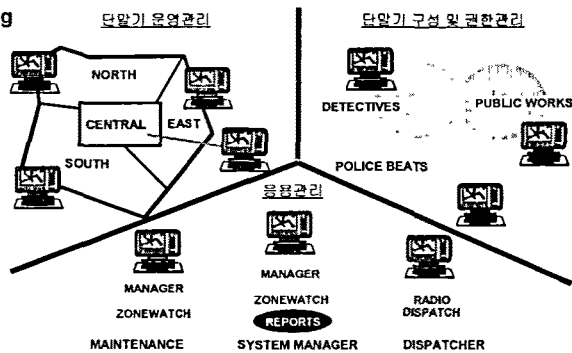 g
단말기 운영관리
NORTH
CENTRAL
EAST
SOUTH
단말기 구성 및 권한관리
DETECTIVES
PUBLIC WORKS
POLICE BEATS
응용관리
MANAGER
ZONEWATCH
MAINTENANCE
MANAGER
ZONEWATCH
REPORTS
SYSTEM MANAGER
RADIO
DISPATCH
DISPATCHER